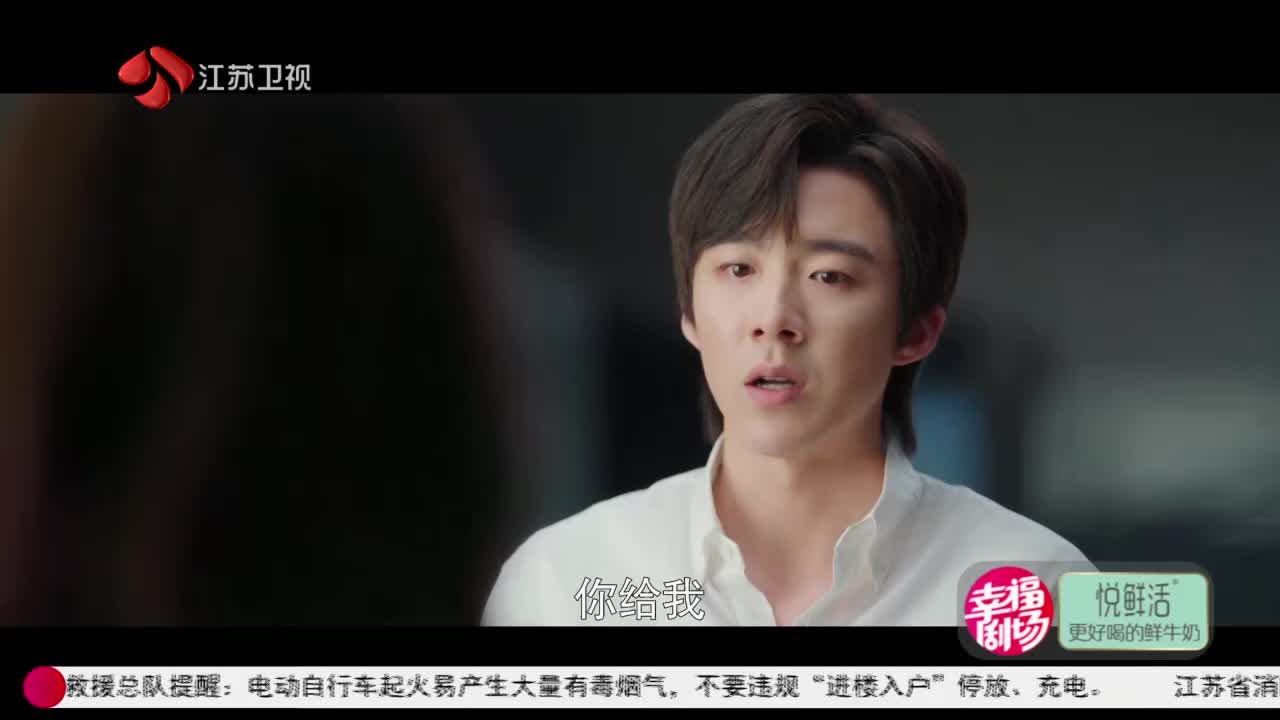 江苏卫视
你给我
幸福剧场
悦鲜活®
更好喝的鲜牛奶
救援总队提醒：电动自行车起火易产生大量有毒烟气，不要违规“进楼入户”停放、充电。 江苏省消